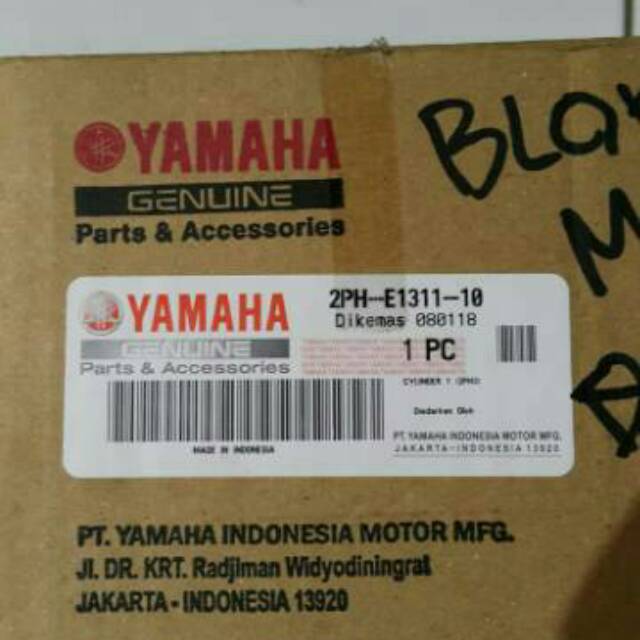 YAMAHA
GENUINE
Parts & Accessories
BLO
M
YAMAHA
GENUINE
Parts & Accessories
2PH-E1311-10
Dikemas 080118
1 PC
CYLINDER 1 (2PH)
Diedarkan Oleh
PT. YAMAHA INDONESIA MOTOR MFG.
JAKARTA-INDONESIA 13920
MADE IN INDONESIA
PT. YAMAHA INDONESIA MOTOR MFG.
Jl. DR. KRT. Radjiman Widyodiningrat
JAKARTA - INDONESIA 13920